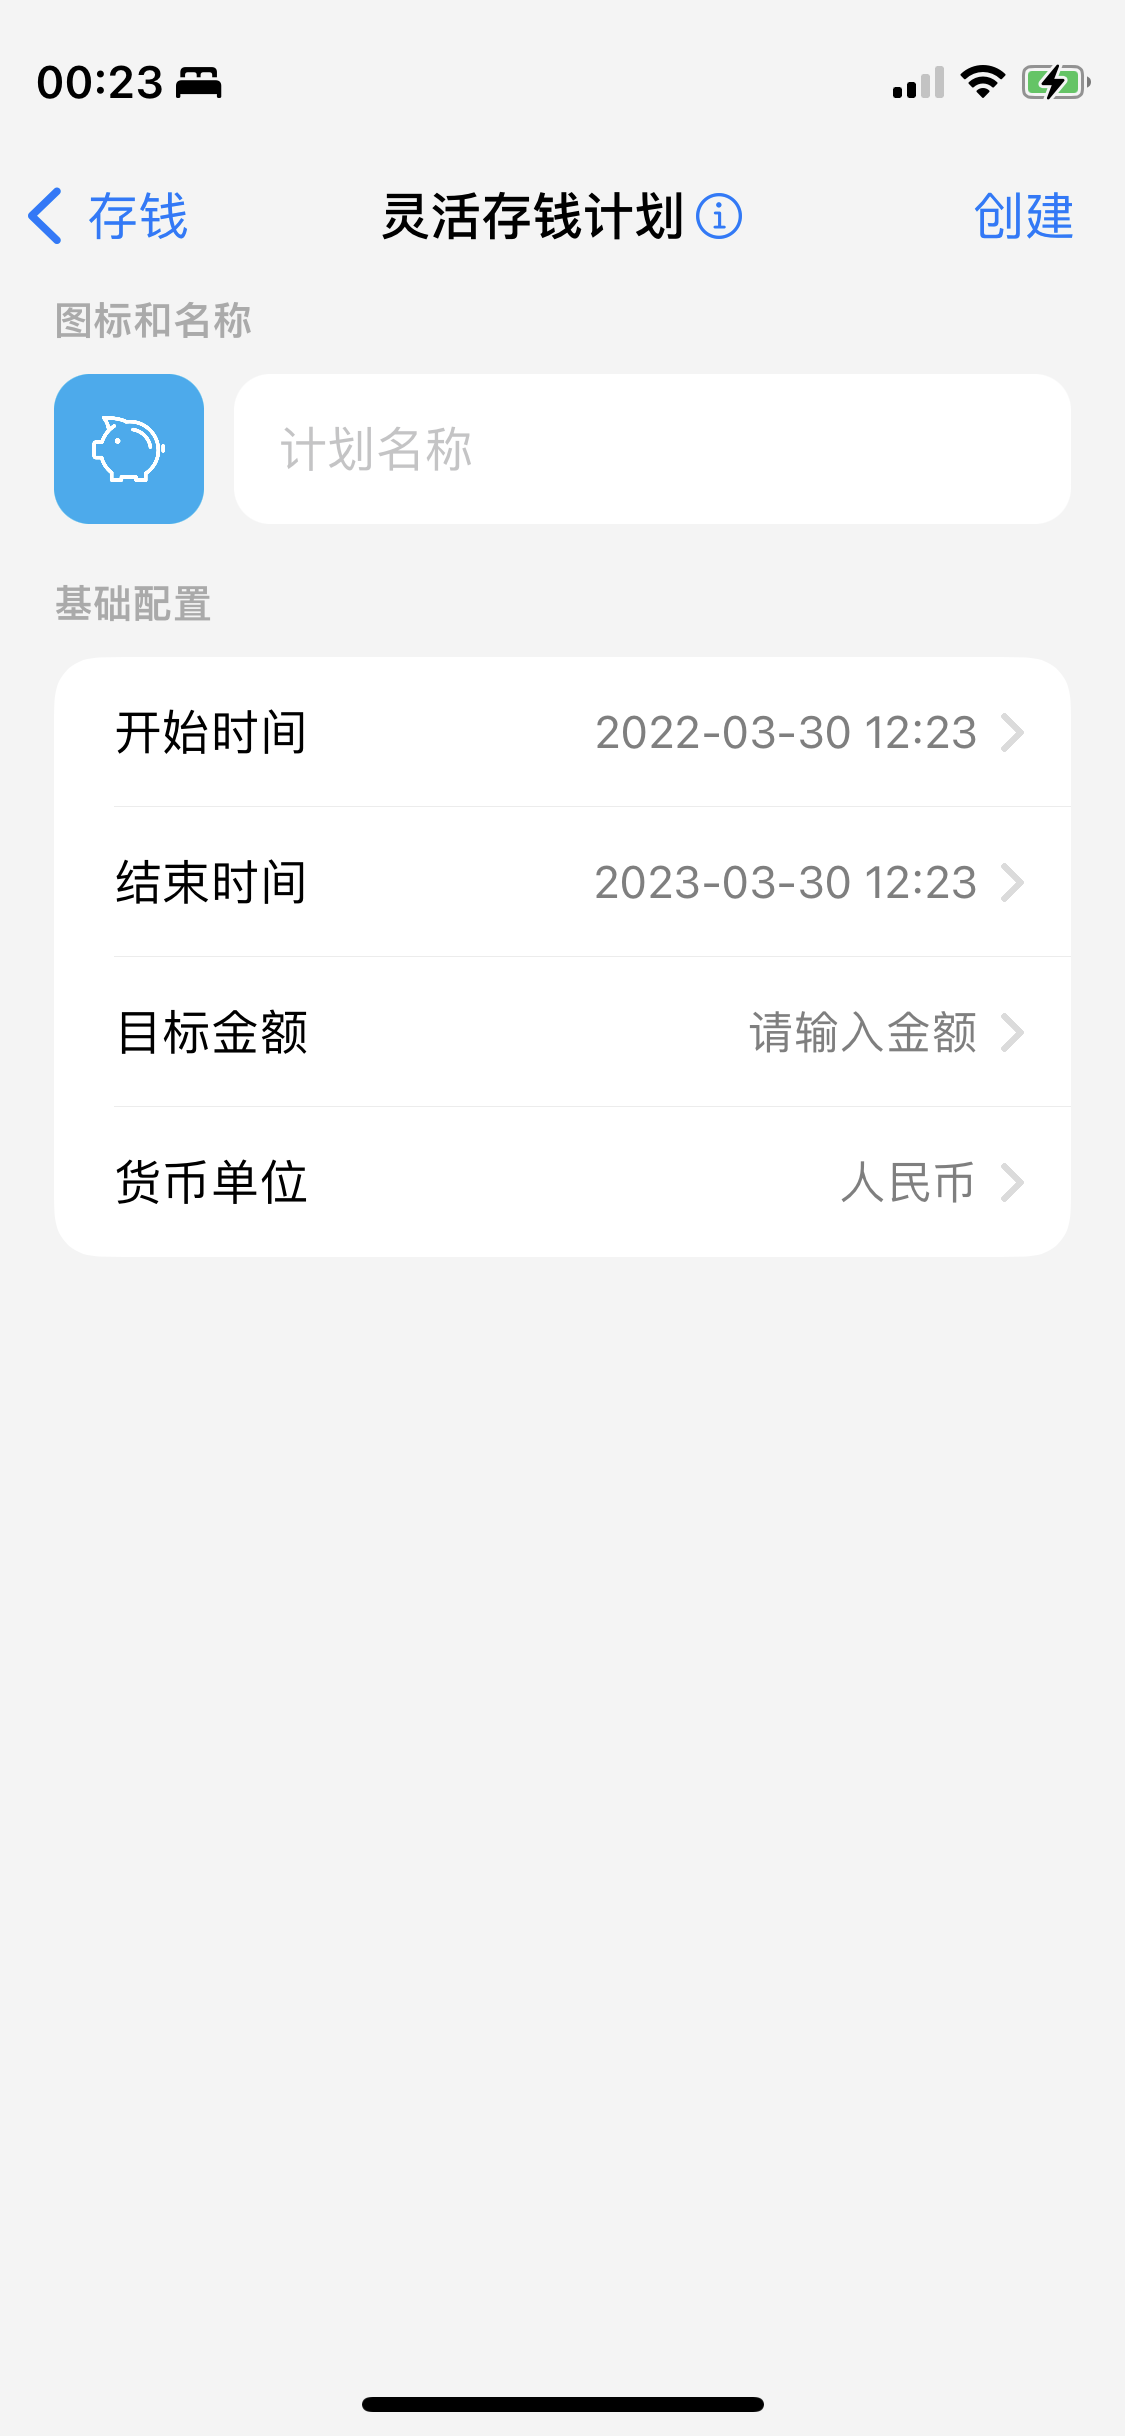 00:23
存钱 灵活存钱计划 创建
图标和名称
计划名称
基础配置
开始时间 2022-03-30 12:23
结束时间 2023-03-30 12:23
目标金额 请输入金额
货币单位 人民币